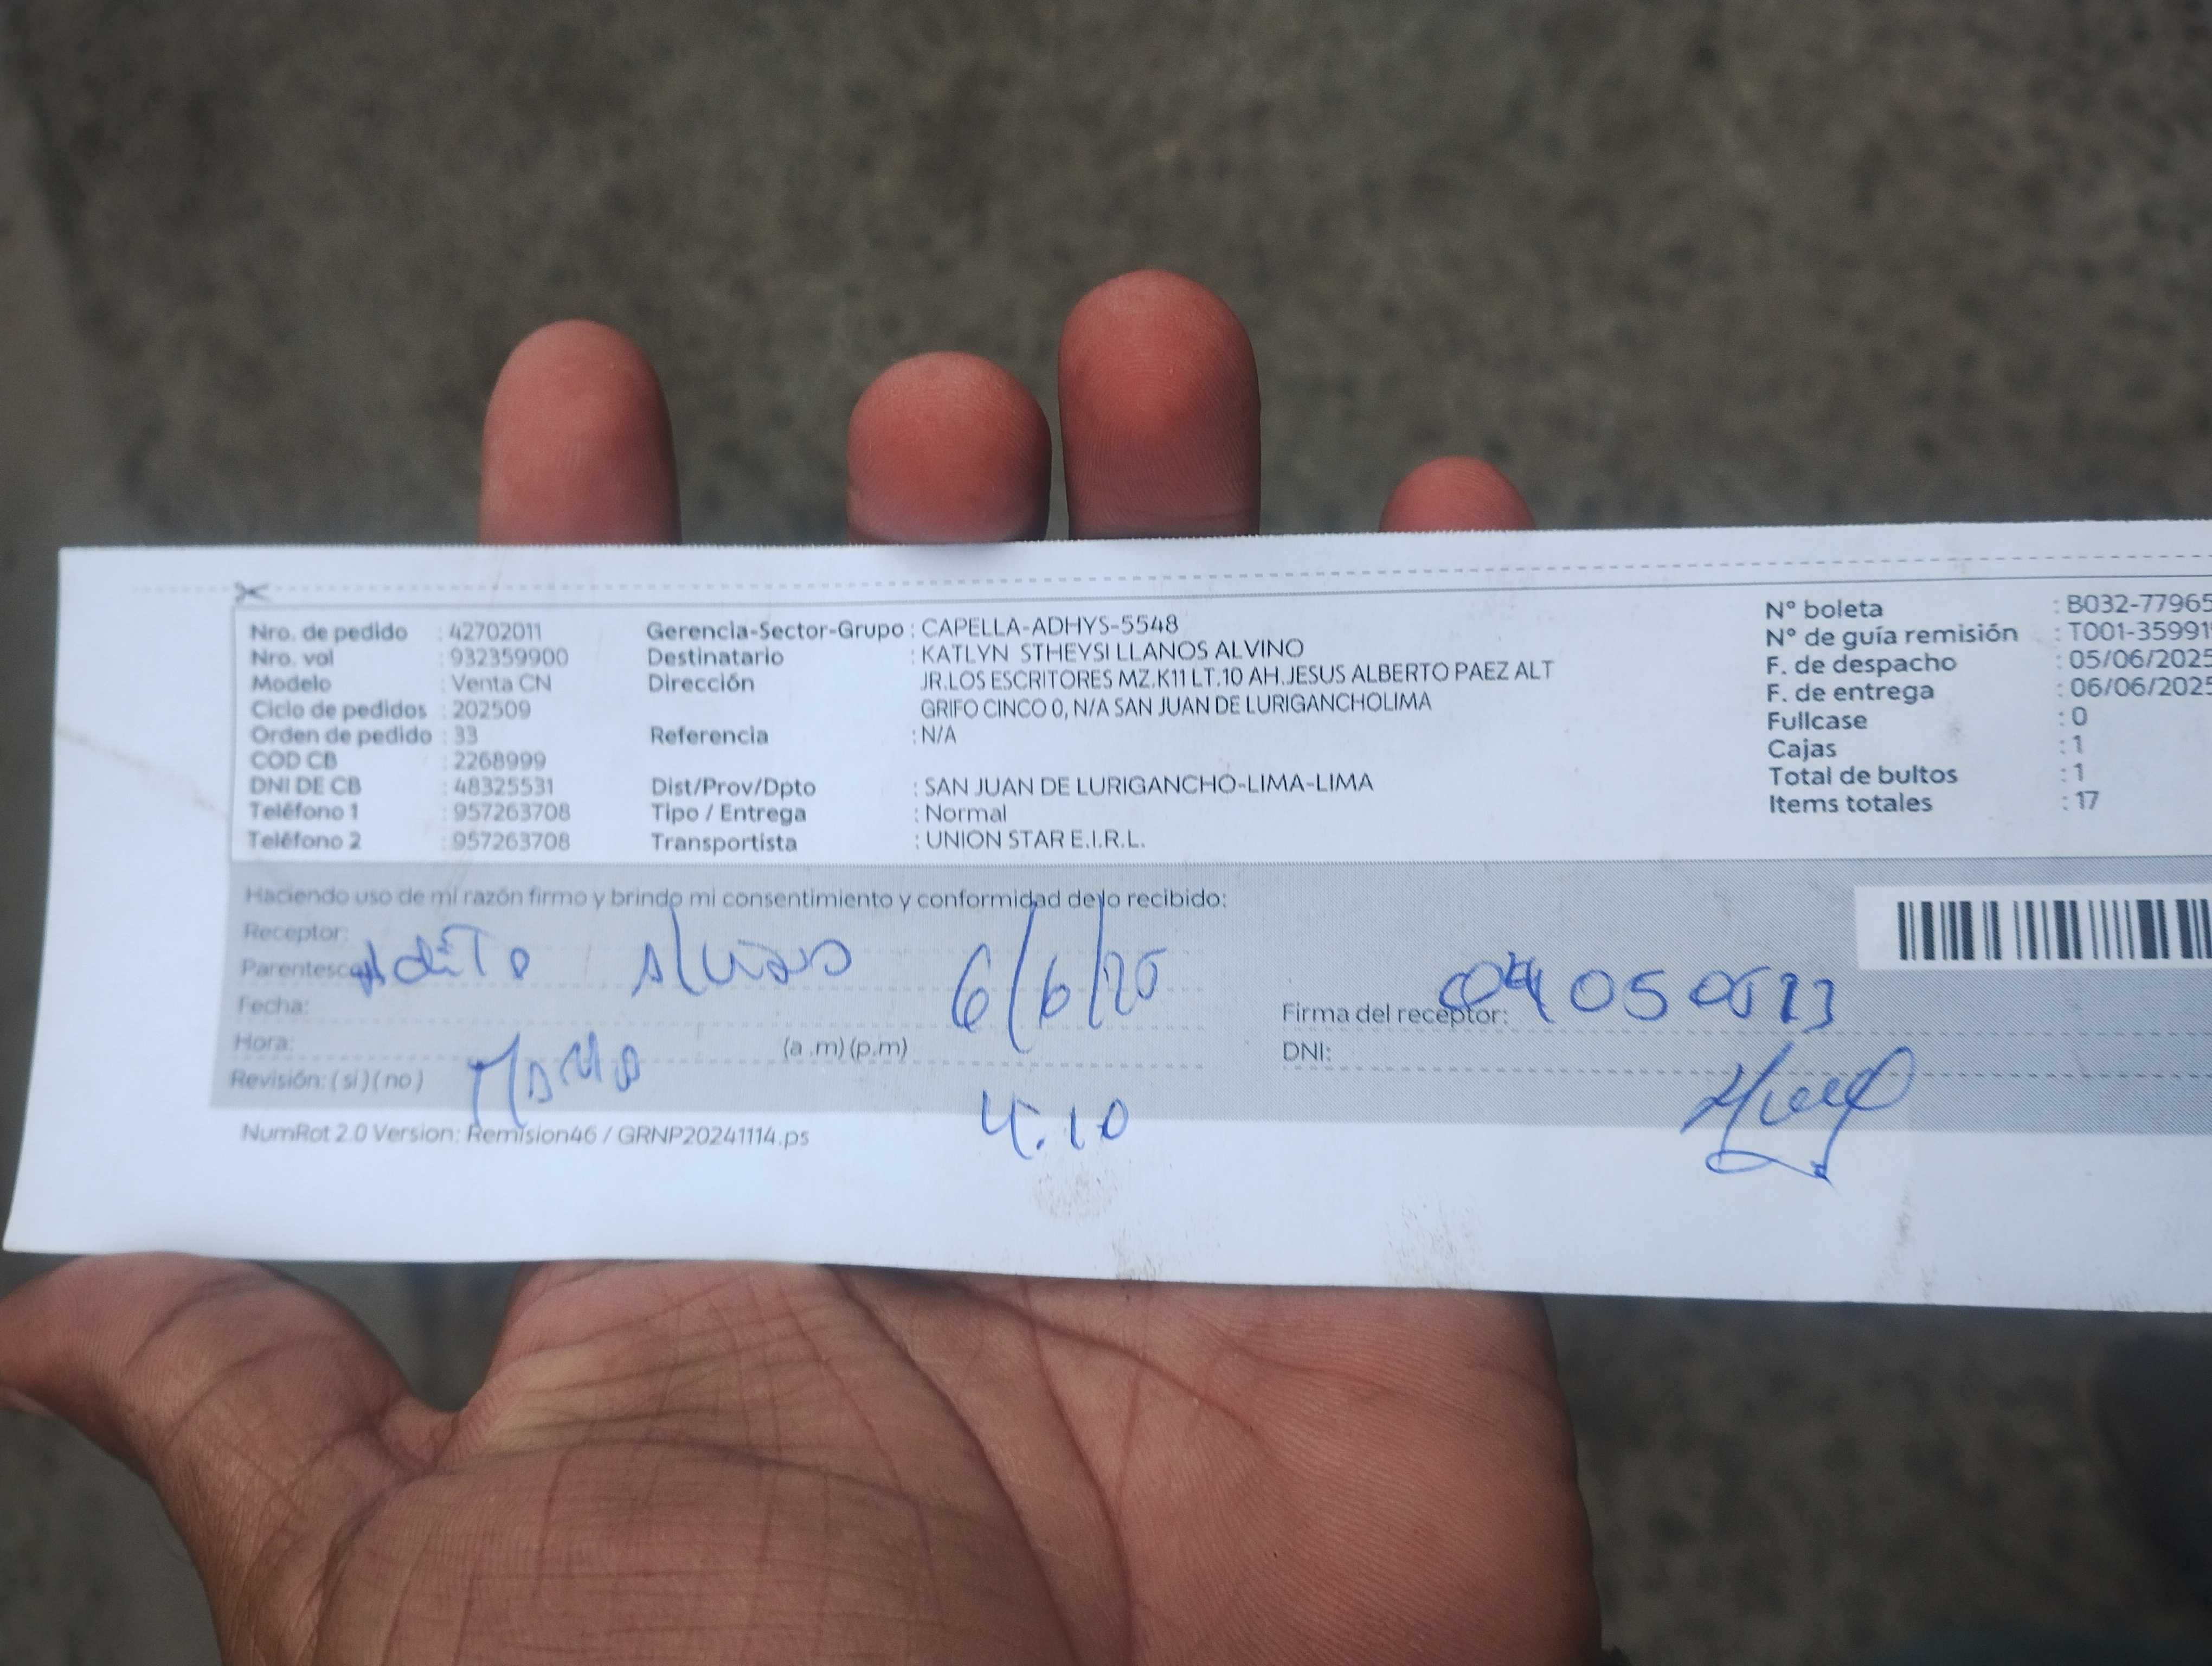 Nro. de pedido : 42702011
Nro. vol : 932359900
Modelo : Venta CN
Ciclo de pedidos : 202509
Orden de pedido : 33
COD CB : 2268999
DNI DE CB : 48325531
Teléfono 1 : 957263708
Teléfono 2 : 957263708
Gerencia-Sector-Grupo : CAPELLA-ADHYS-5548
Destinatario : KATLYN STHEYSI LLANOS ALVINO
Dirección JR.LOS ESCRITORES MZ.K11 LT.10 AH.JESUS ALBERTO PAEZ ALT
GRIFO CINCO 0, N/A SAN JUAN DE LURIGANCHOLIMA
Referencia : N/A
Dist/Prov/Dpto : SAN JUAN DE LURIGANCHO-LIMA-LIMA
Tipo / Entrega : Normal
Transportista : UNION STAR E.I.R.L.
N° boleta : B032-77965
N° de guía remisión : T001-35991
F. de despacho : 05/06/2025
F. de entrega : 06/06/2025
Fullcase : 0
Cajas : 1
Total de bultos : 1
Items totales : 17
Haciendo uso de mi razón firmo y brindo mi consentimiento y conformidad de lo recibido:
Receptor:
Parentesco
6/6/25
Fecha:
Firma del receptor:
Hora: (a .m) (p.m)
DNI:
Revisión: ( si ) ( no )
4.10
NumRot 2.0 Version: Remision46 / GRNP20241114.ps